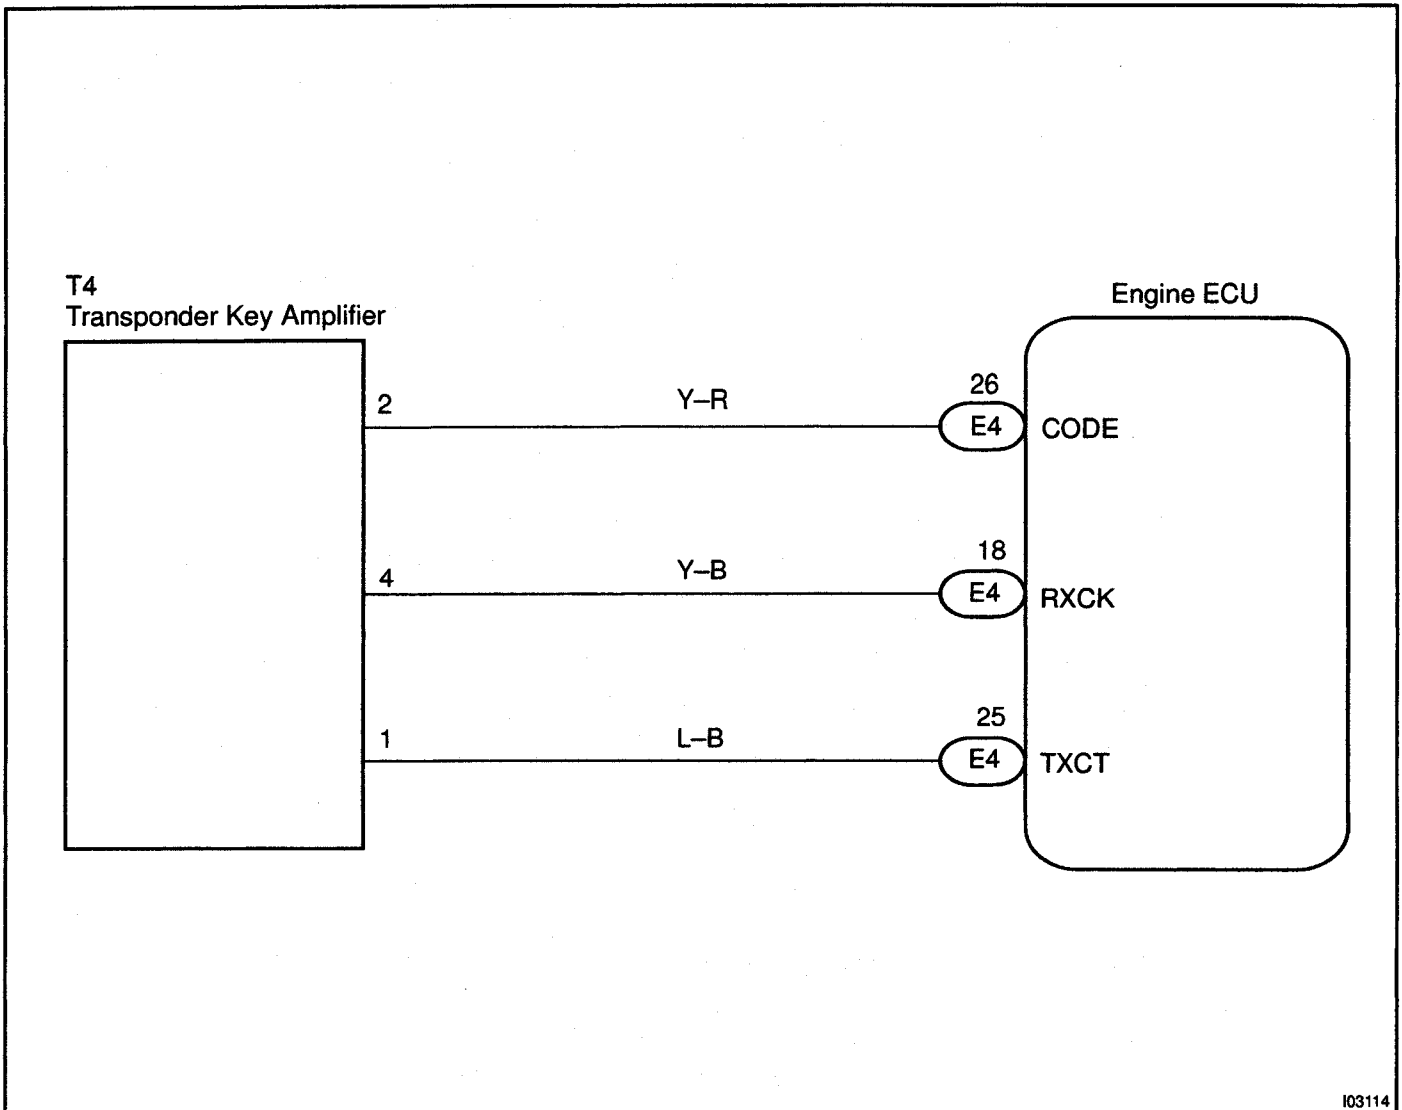 T4
Transponder Key Amplifier
Engine ECU
2
Y–R
26
E4
CODE
4
Y–B
18
E4
RXCK
1
L–B
25
E4
TXCT
I03114